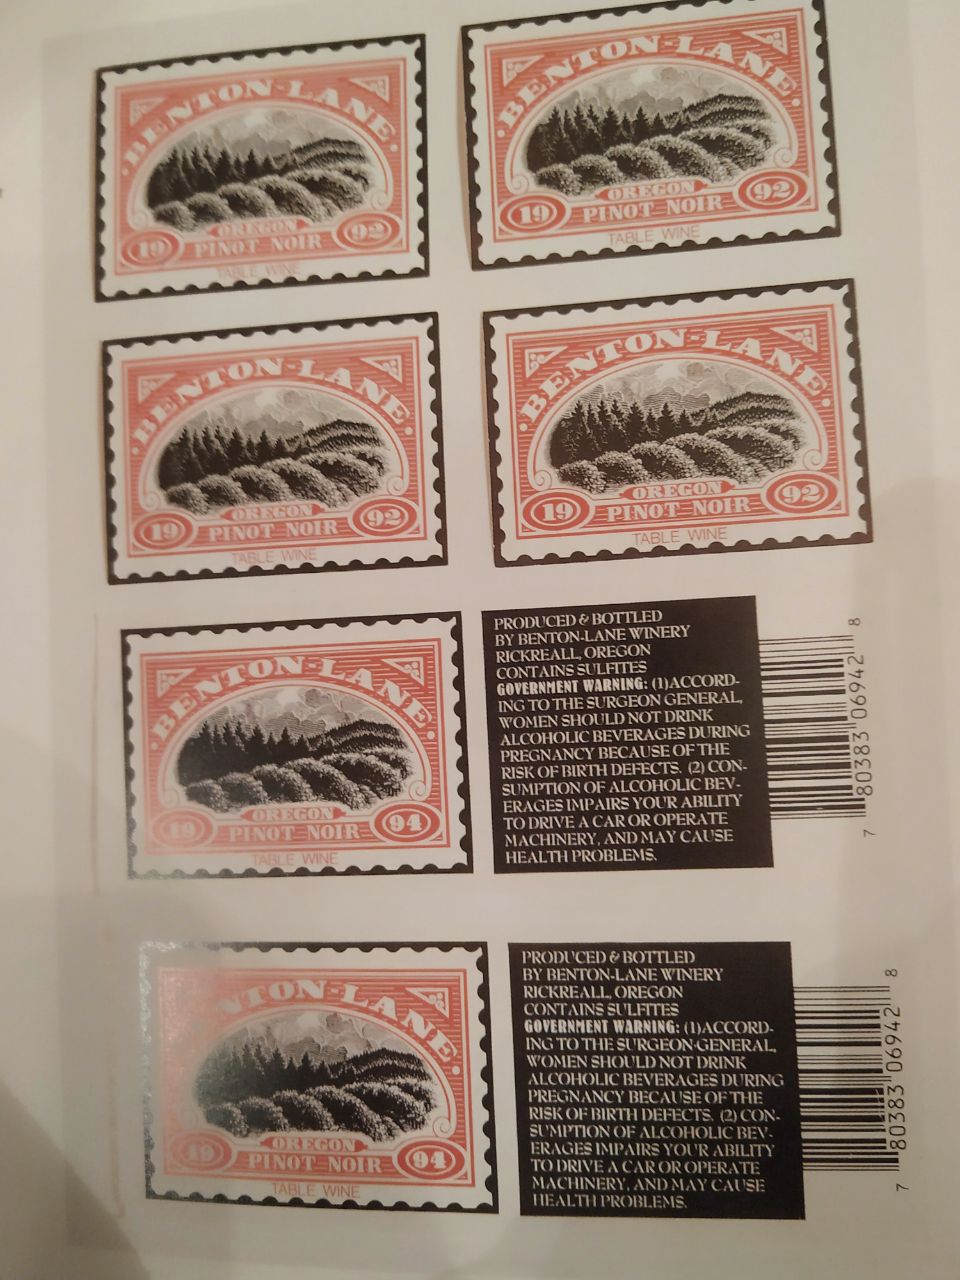 BENTON-LANE
OREGON
19 PINOT NOIR 92
TABLE WINE
BENTON-LANE
OREGON
19 PINOT NOIR 92
TABLE WINE
BENTON-LANE
OREGON
19 PINOT NOIR 92
TABLE WINE
BENTON-LANE
OREGON
19 PINOT NOIR 92
TABLE WINE
BENTON-LANE
OREGON
19 PINOT NOIR 94
TABLE WINE
PRODUCED & BOTTLED
BY BENTON-LANE WINERY
RICKREALL, OREGON
CONTAINS SULFITES
GOVERNMENT WARNING: (1)ACCORD-
ING TO THE SURGEON GENERAL,
WOMEN SHOULD NOT DRINK
ALCOHOLIC BEVERAGES DURING
PREGNANCY BECAUSE OF THE
RISK OF BIRTH DEFECTS. (2) CON-
SUMPTION OF ALCOHOLIC BEV-
ERAGES IMPAIRS YOUR ABILITY
TO DRIVE A CAR OR OPERATE
MACHINERY, AND MAY CAUSE
HEALTH PROBLEMS.
7 80383 06942 8
BENTON-LANE
OREGON
19 PINOT NOIR 94
TABLE WINE
PRODUCED & BOTTLED
BY BENTON-LANE WINERY
RICKREALL, OREGON
CONTAINS SULFITES
GOVERNMENT WARNING: (1)ACCORD-
ING TO THE SURGEON GENERAL,
WOMEN SHOULD NOT DRINK
ALCOHOLIC BEVERAGES DURING
PREGNANCY BECAUSE OF THE
RISK OF BIRTH DEFECTS. (2) CON-
SUMPTION OF ALCOHOLIC BEV-
ERAGES IMPAIRS YOUR ABILITY
TO DRIVE A CAR OR OPERATE
MACHINERY, AND MAY CAUSE
HEALTH PROBLEMS.
7 80383 06942 8